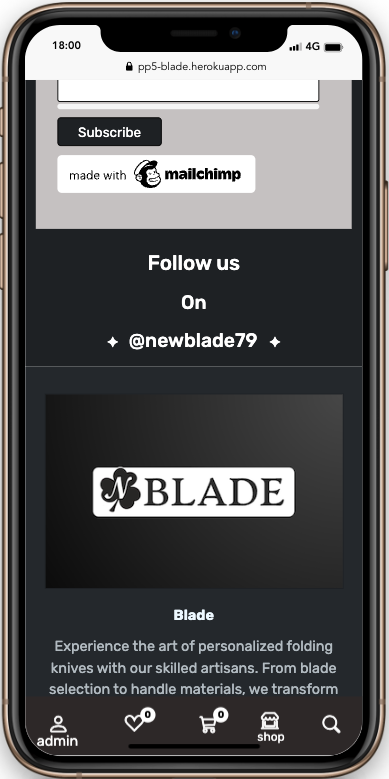 18:00
4G
pp5-blade.herokuapp.com
Subscribe
made with mailchimp
Follow us
On
@newblade79
N BLADE
Blade
Experience the art of personalized folding
knives with our skilled artisans. From blade
selection to handle materials, we transform
0
0
admin
shop